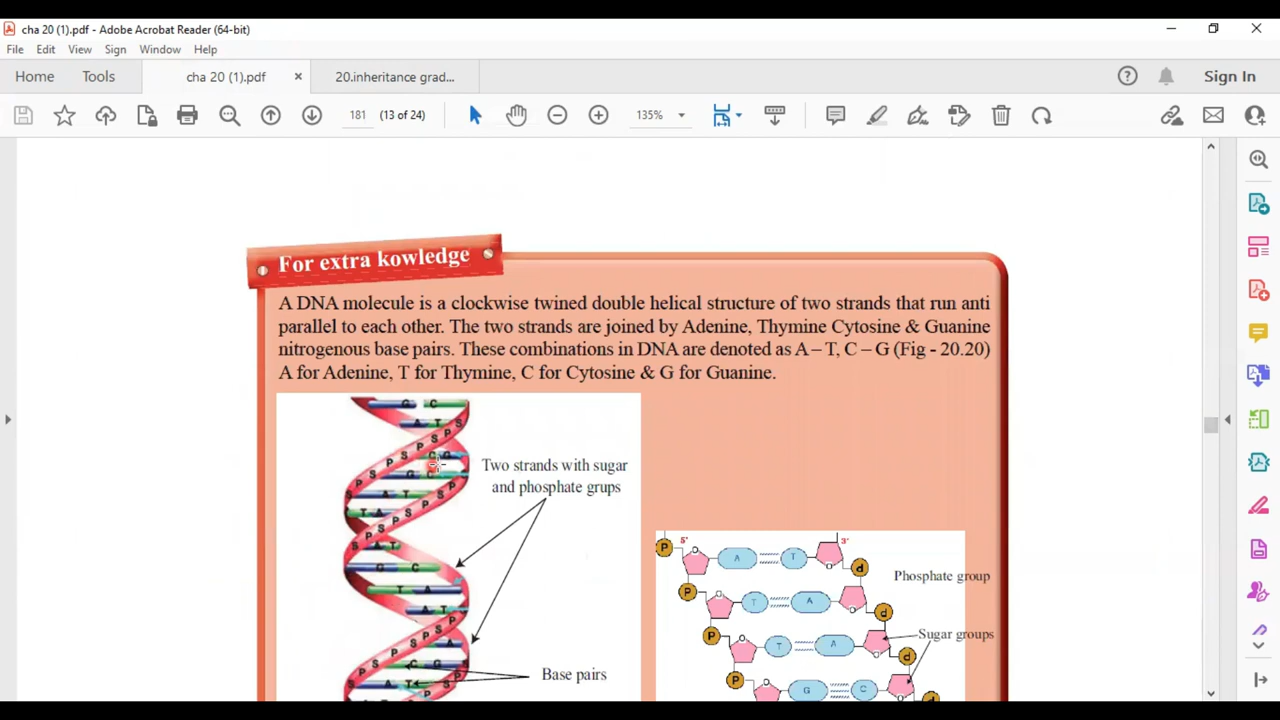 cha 20 (1).pdf - Adobe Acrobat Reader (64-bit)
File Edit View Sign Window Help
Home Tools cha 20 (1).pdf × 20.inheritance grad... Sign In
181 (13 of 24) 135%
For extra kowledge
A DNA molecule is a clockwise twined double helical structure of two strands that run anti
parallel to each other. The two strands are joined by Adenine, Thymine Cytosine & Guanine
nitrogenous base pairs. These combinations in DNA are denoted as A – T, C – G (Fig - 20.20)
A for Adenine, T for Thymine, C for Cytosine & G for Guanine.
G C
A T S
Two strands with sugar
and phosphate grups
5' 3'
P A T d
Phosphate group
P T A d
P T A d
Sugar groups
P G C
Base pairs